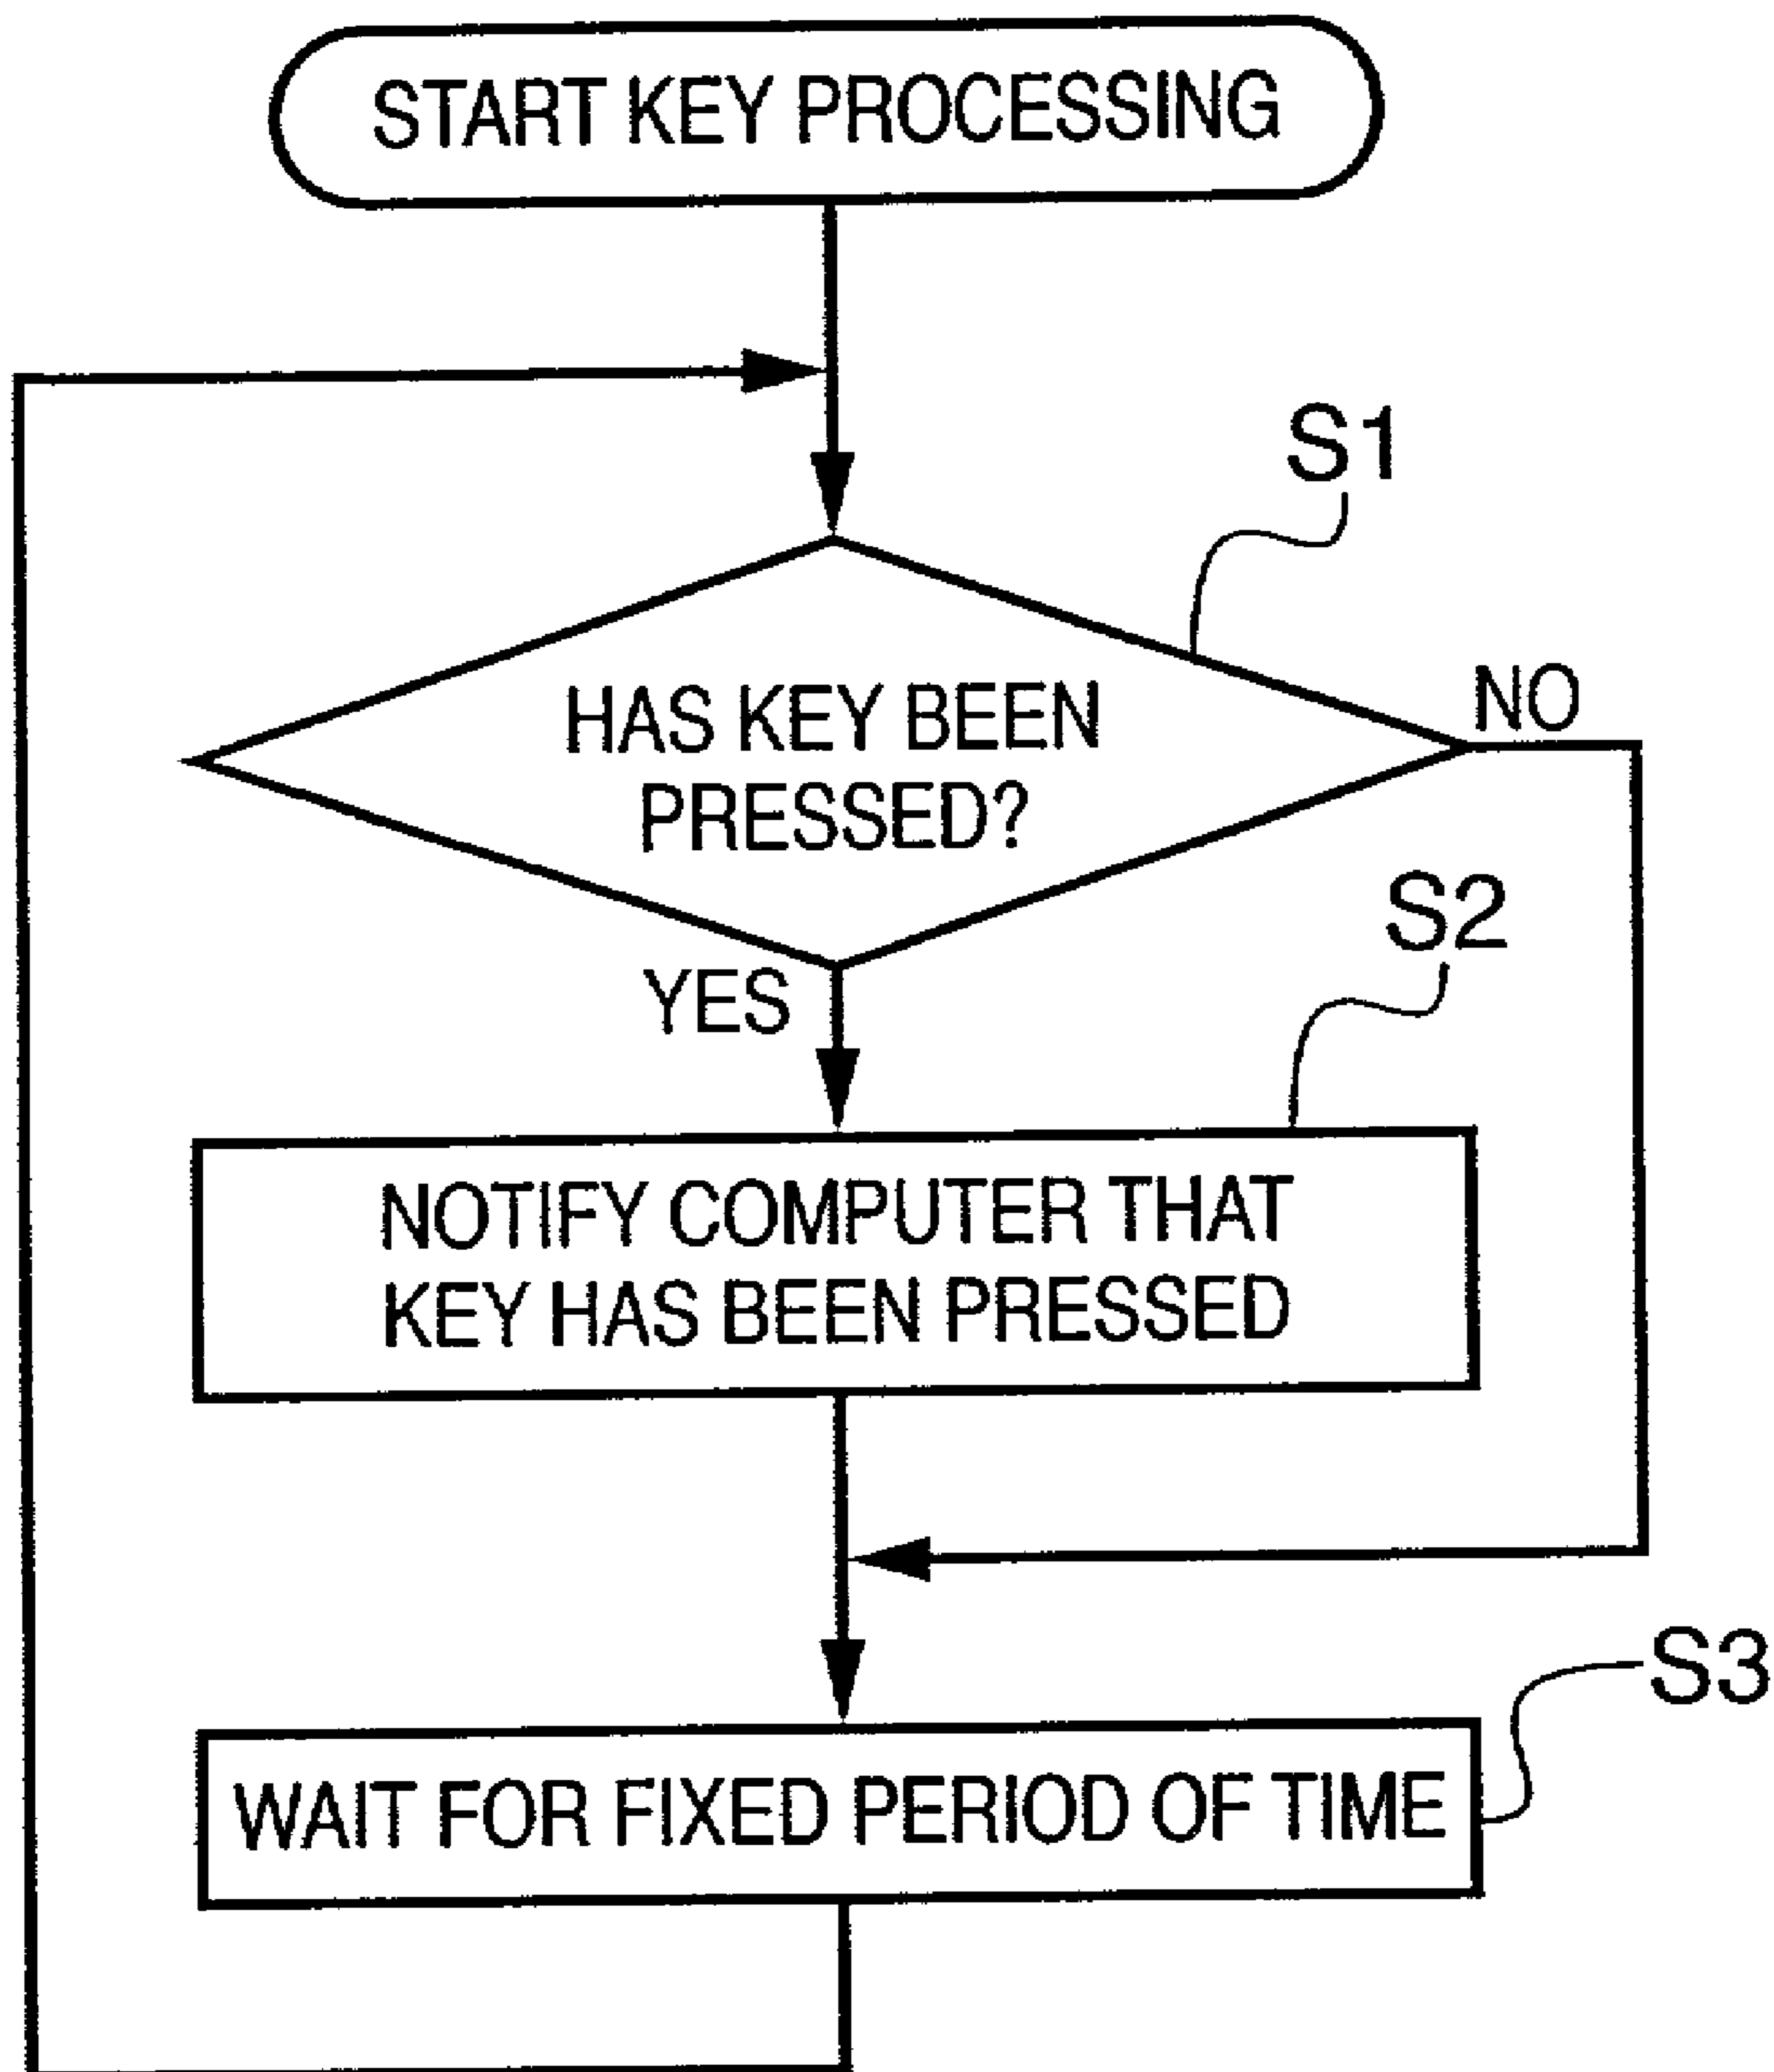 START KEY PROCESSING
S1
HAS KEY BEEN
PRESSED?
NO
YES
S2
NOTIFY COMPUTER THAT
KEY HAS BEEN PRESSED
S3
WAIT FOR FIXED PERIOD OF TIME